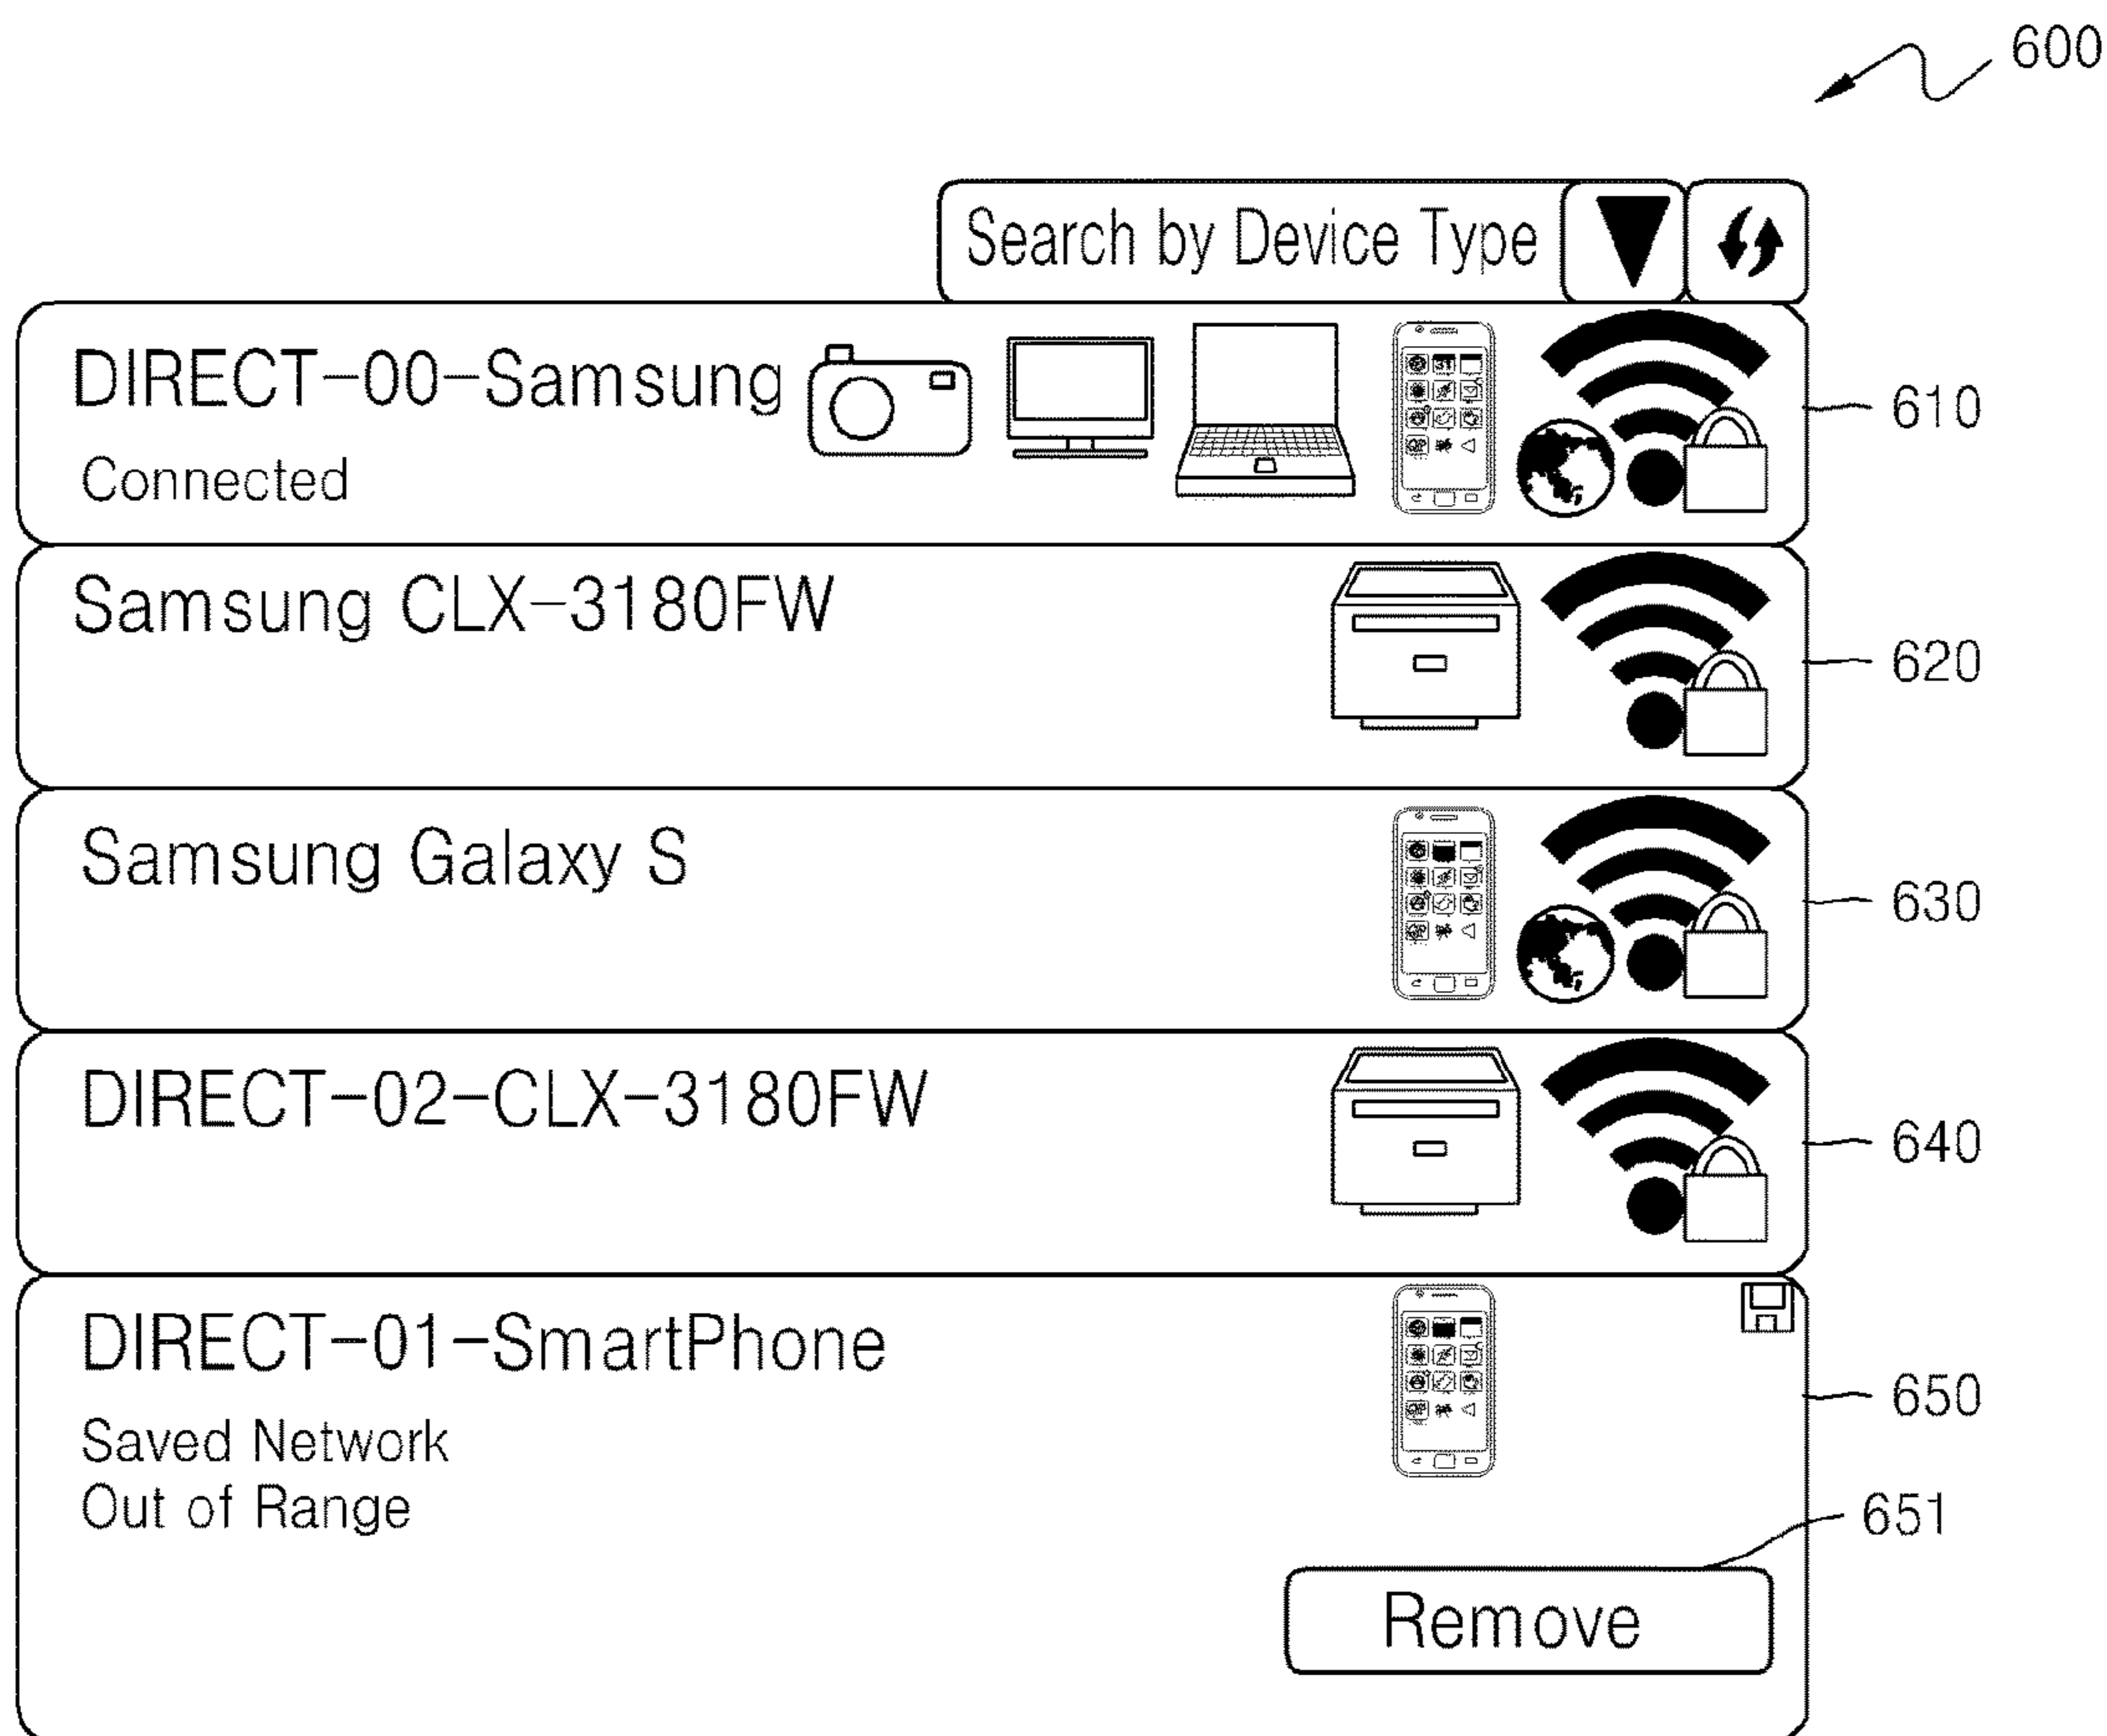 600
Search by Device Type
DIRECT-00-Samsung
Connected
610
Samsung CLX-3180FW
620
Samsung Galaxy S
630
DIRECT-02-CLX-3180FW
640
DIRECT-01-SmartPhone
Saved Network
Out of Range
650
651
Remove